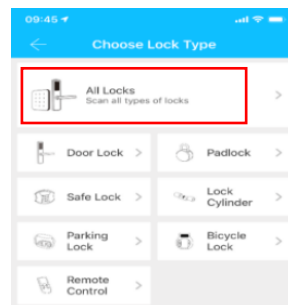 09:45
Choose Lock Type
All Locks
Scan all types of locks
Door Lock
Padlock
Safe Lock
Lock
Cylinder
Parking
Lock
Bicycle
Lock
Remote
Control